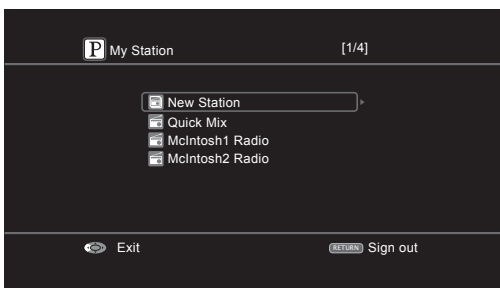 P My Station [1/4]
New Station
Quick Mix
McIntosh1 Radio
McIntosh2 Radio
Exit RETURN Sign out